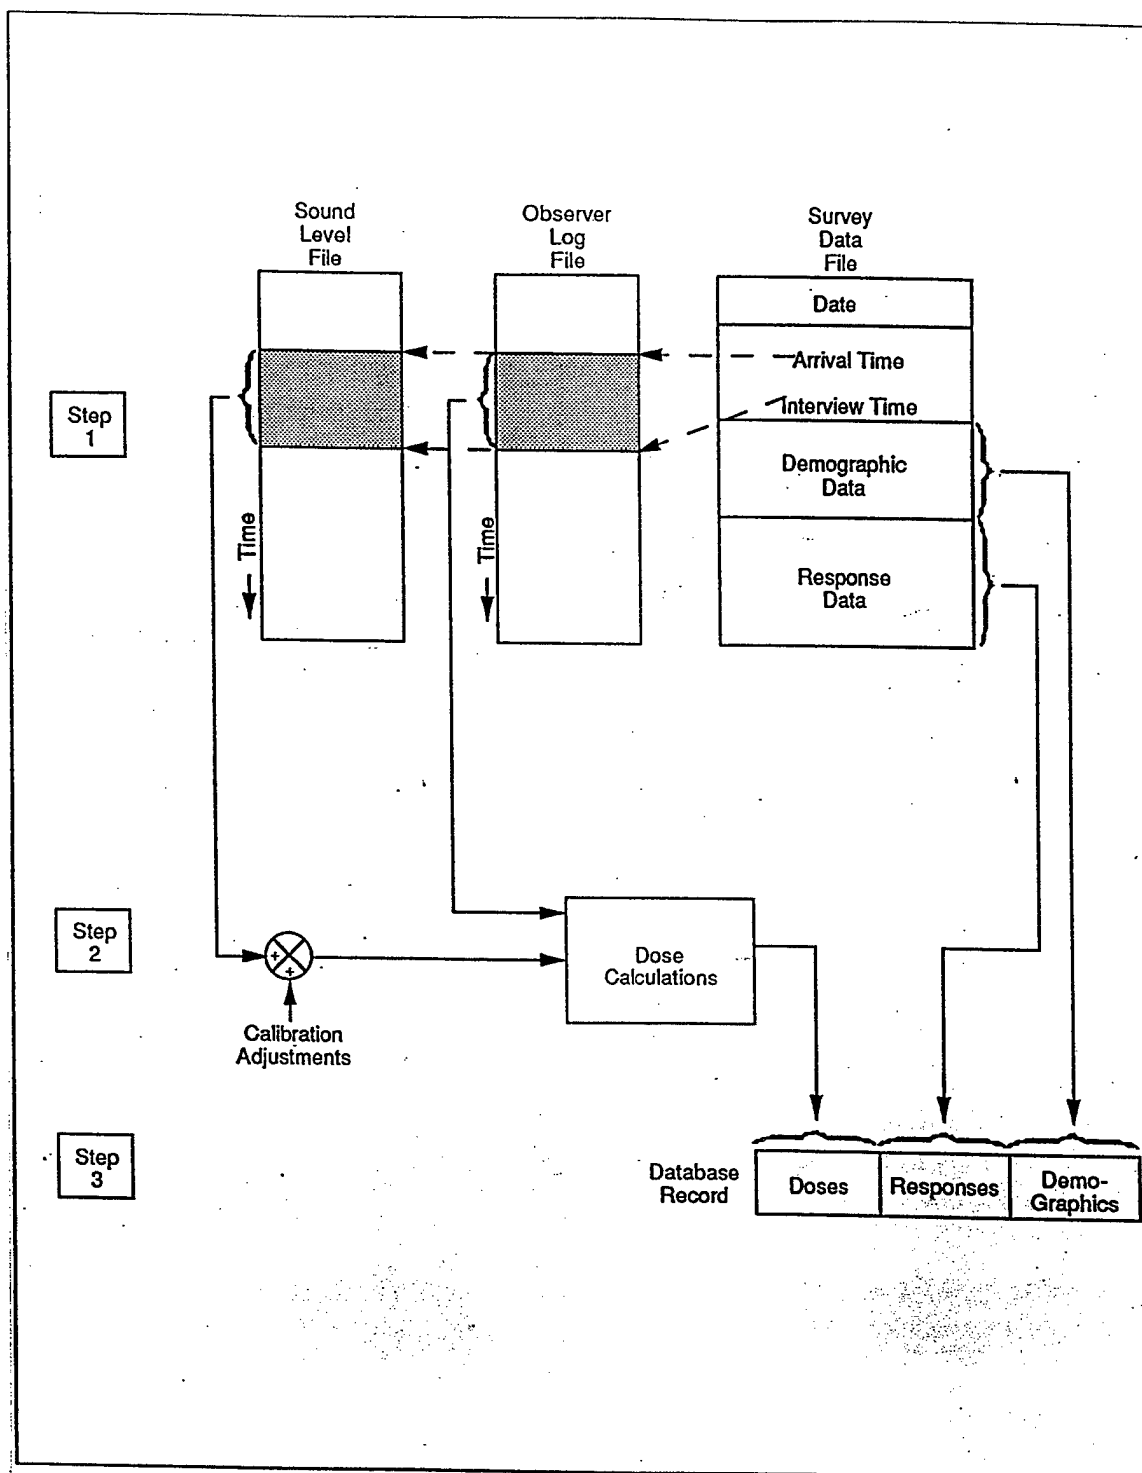 Sound
Level
File
Observer
Log
File
Survey
Data
File
Date
Arrival Time
Interview Time
Step
1
Demographic
Data
Time
Time
Response
Data
Step
2
Dose
Calculations
+
+
Calibration
Adjustments
Step
3
Database
Record
Doses
Responses
Demo-
Graphics